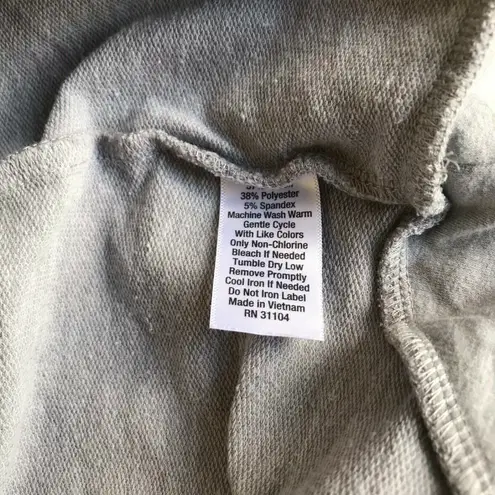 38% Polyester
5% Spandex
Machine Wash Warm
Gentle Cycle
With Like Colors
Only Non-Chlorine
Bleach If Needed
Tumble Dry Low
Remove Promptly
Cool Iron If Needed
Do Not Iron Label
Made in Vietnam
RN 31104